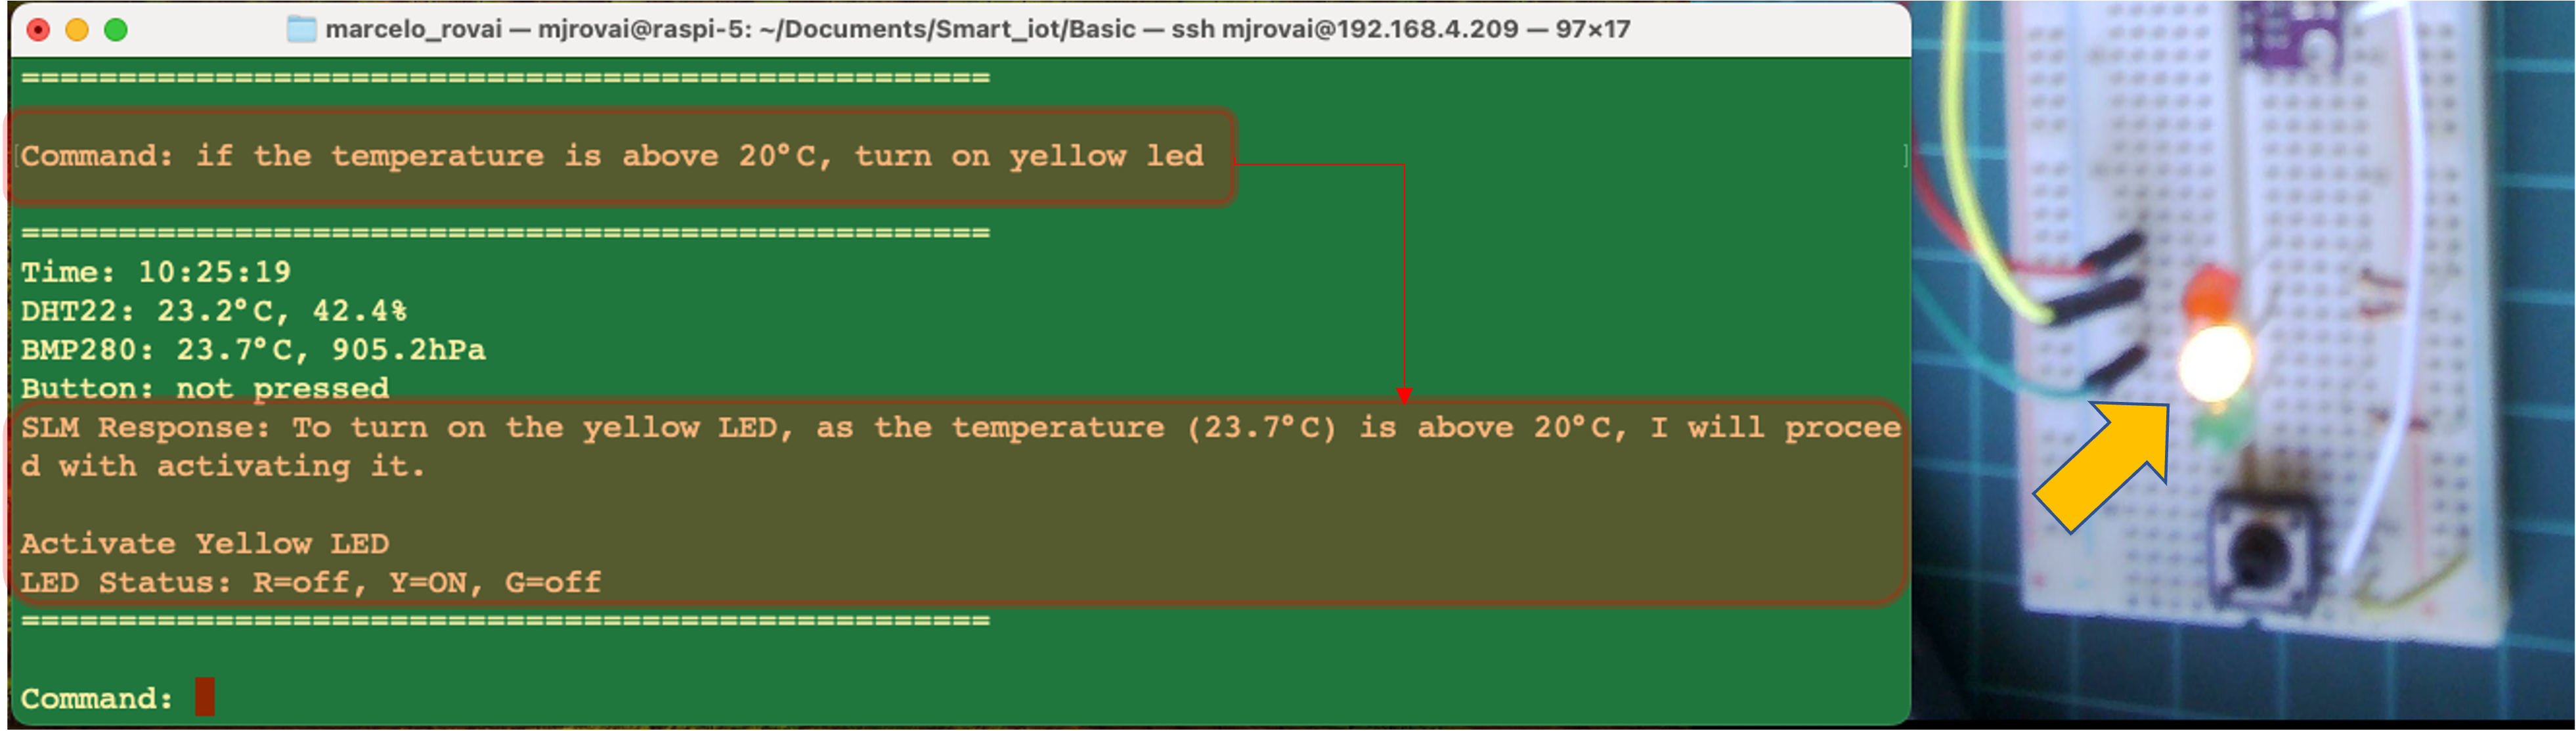 marcelo_rovai — mjrovai@raspi-5: ~/Documents/Smart_iot/Basic — ssh mjrovai@192.168.4.209 — 97×17
==================================================
[Command: if the temperature is above 20°C, turn on yellow led ]
==================================================
Time: 10:25:19
DHT22: 23.2°C, 42.4%
BMP280: 23.7°C, 905.2hPa
Button: not pressed
SLM Response: To turn on the yellow LED, as the temperature (23.7°C) is above 20°C, I will procee
d with activating it.
Activate Yellow LED
LED Status: R=off, Y=ON, G=off
==================================================
Command: